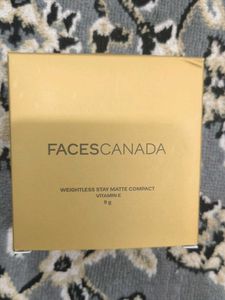 FACESCANADA
WEIGHTLESS STAY MATTE COMPACT
VITAMIN E
9 g